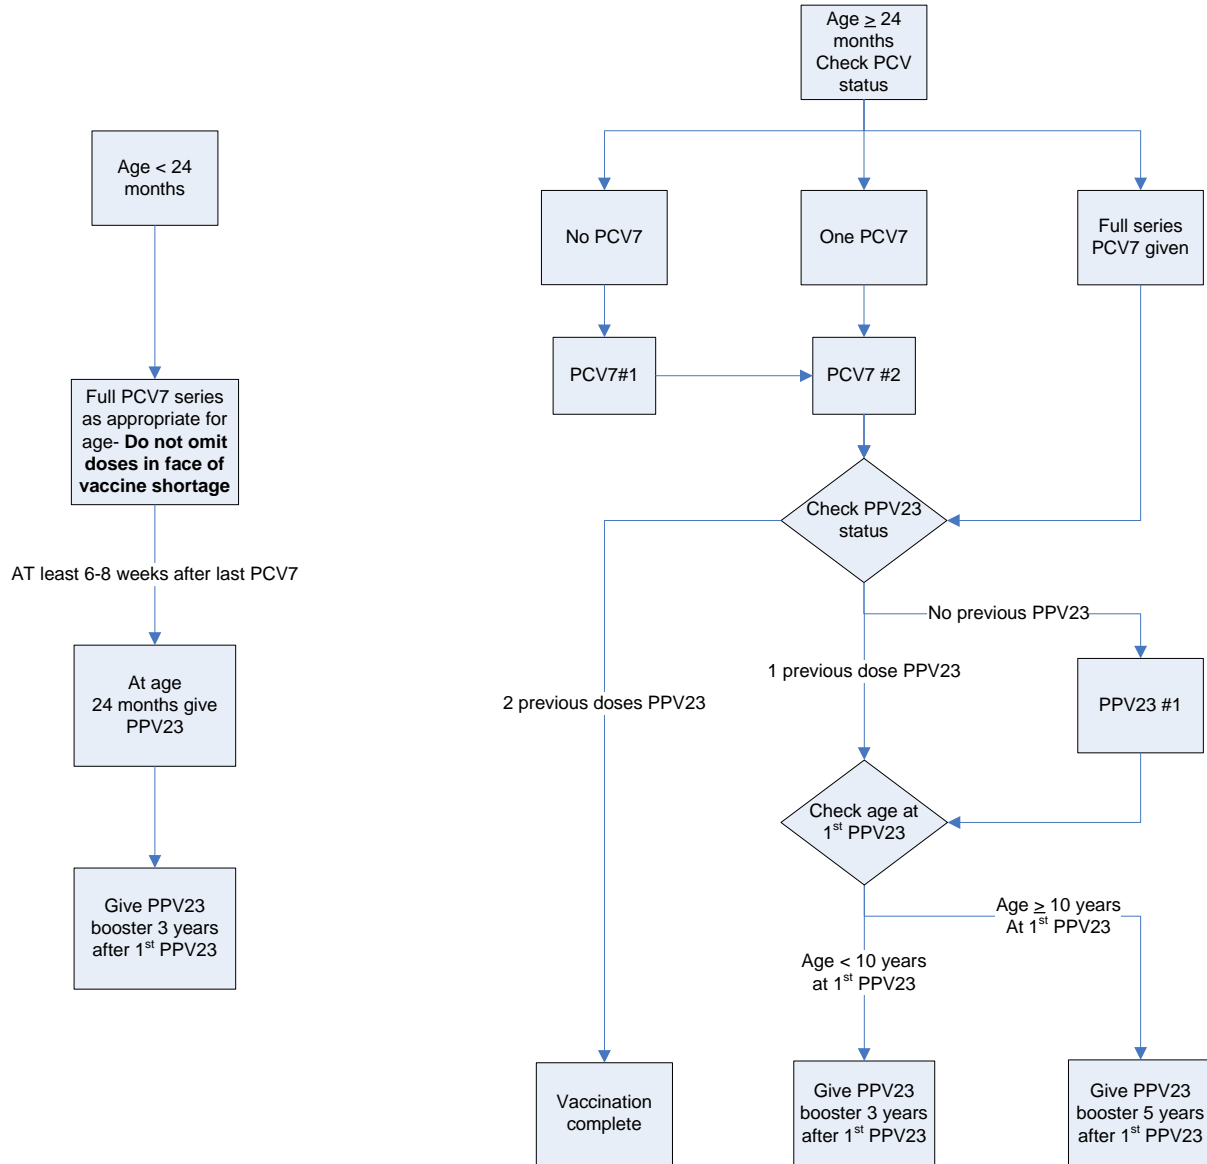 Age < 24
months
Full PCV7 series
as appropriate for
age- Do not omit
doses in face of
vaccine shortage
AT least 6-8 weeks after last PCV7
At age
24 months give
PPV23
Give PPV23
booster 3 years
after 1st PPV23
Age ≥ 24
months
Check PCV
status
No PCV7
One PCV7
Full series
PCV7 given
PCV7#1
PCV7 #2
Check PPV23
status
No previous PPV23
1 previous dose PPV23
2 previous doses PPV23
PPV23 #1
Check age at
1st PPV23
Age ≥ 10 years
At 1st PPV23
Age < 10 years
at 1st PPV23
Vaccination
complete
Give PPV23
booster 3 years
after 1st PPV23
Give PPV23
booster 5 years
after 1st PPV23